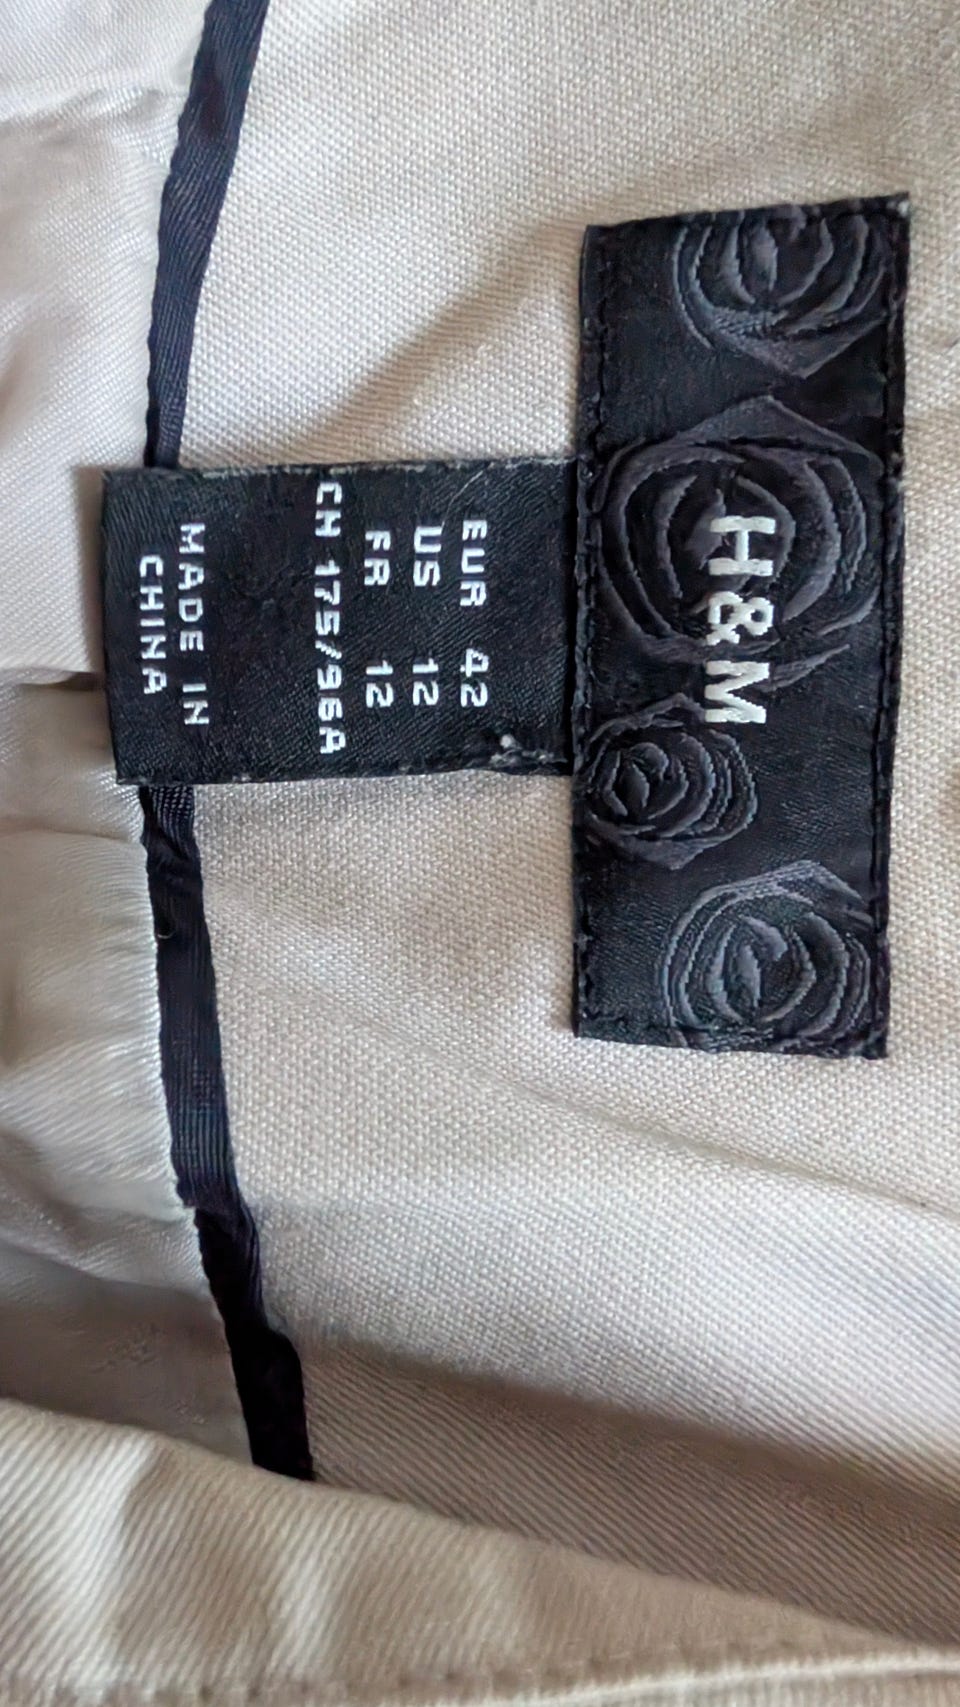 H&M
EUR 42
US 12
FR 12
CH 175/96A
MADE IN
CHINA